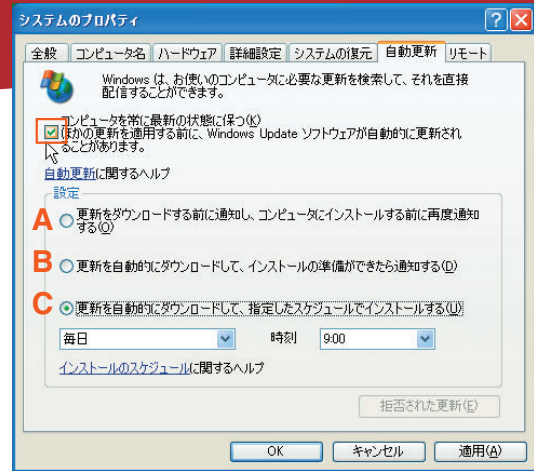 システムのプロパティ
全般 コンピュータ名 ハードウェア 詳細設定 システムの復元 自動更新 リモート
Windows は、お使いのコンピュータに必要な更新を検索して、それを直接
配信することができます。
コンピュータを常に最新の状態に保つ(K)
ほかの更新を適用する前に、Windows Update ソフトウェアが自動的に更新され
ることがあります。
自動更新に関するヘルプ
設定
A 更新をダウンロードする前に通知し、コンピュータにインストールする前に再度通知
する(O)
B 更新を自動的にダウンロードして、インストールの準備ができたら通知する(D)
C 更新を自動的にダウンロードして、指定したスケジュールでインストールする(U)
毎日 時刻 9:00
インストールのスケジュールに関するヘルプ
拒否された更新(E)
OK キャンセル 適用(A)